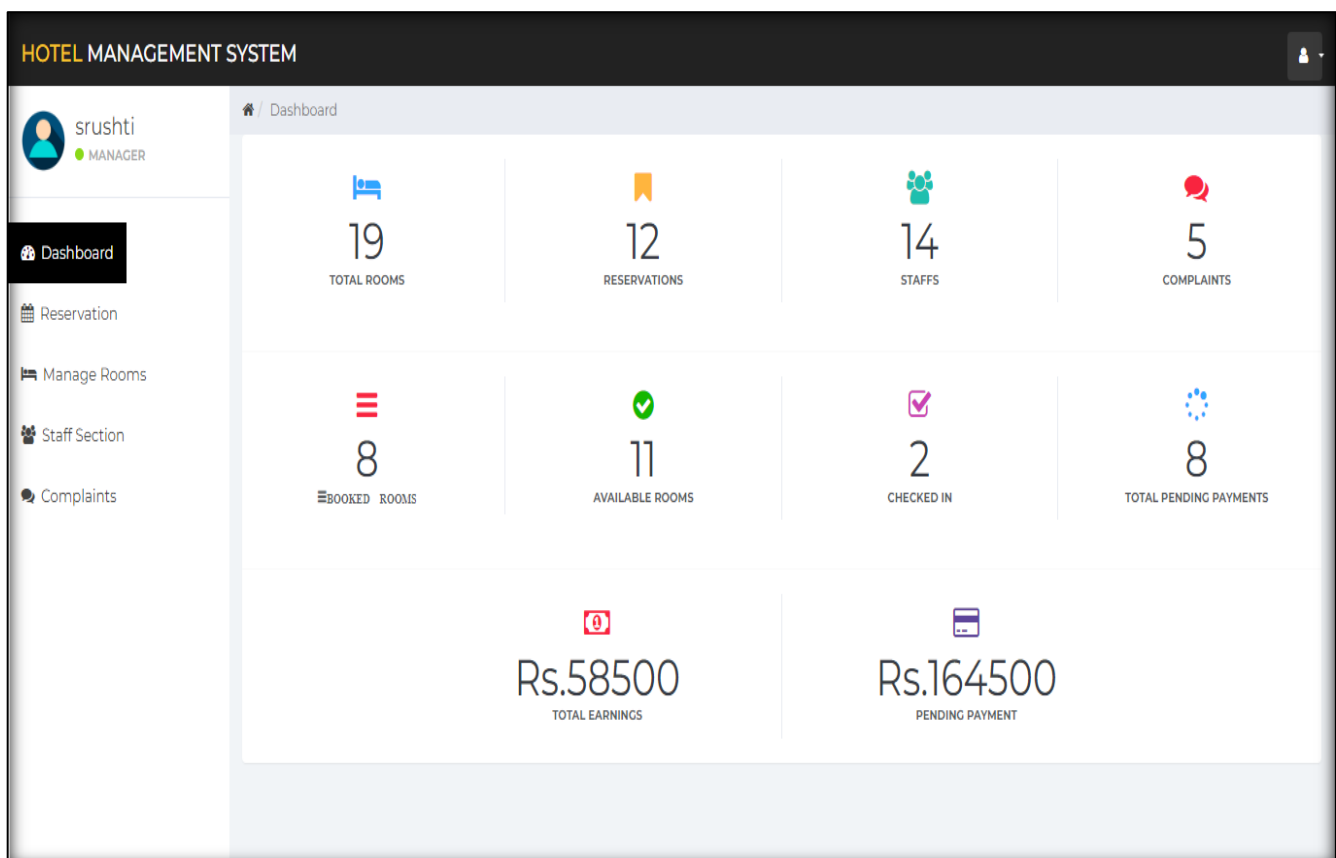 HOTEL MANAGEMENT SYSTEM
srushti
MANAGER
/ Dashboard
Dashboard
Reservation
Manage Rooms
Staff Section
Complaints
19
TOTAL ROOMS
12
RESERVATIONS
14
STAFFS
5
COMPLAINTS
8
BOOKED ROOMS
11
AVAILABLE ROOMS
2
CHECKED IN
8
TOTAL PENDING PAYMENTS
Rs.58500
TOTAL EARNINGS
Rs.164500
PENDING PAYMENT